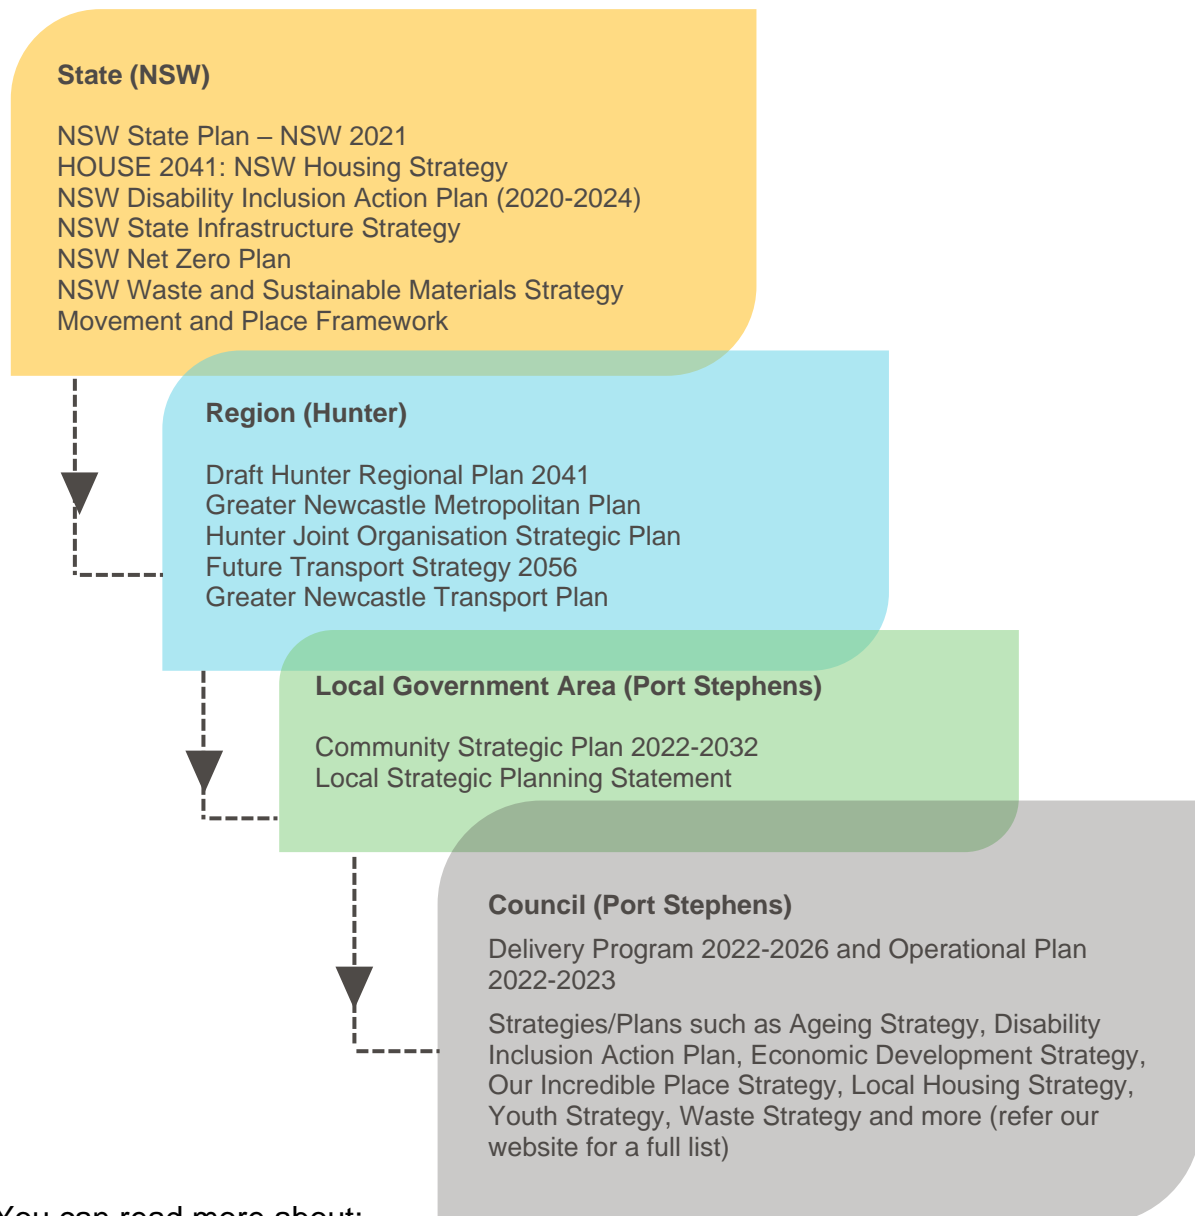 State (NSW)
NSW State Plan – NSW 2021
HOUSE 2041: NSW Housing Strategy
NSW Disability Inclusion Action Plan (2020-2024)
NSW State Infrastructure Strategy
NSW Net Zero Plan
NSW Waste and Sustainable Materials Strategy
Movement and Place Framework
Region (Hunter)
Draft Hunter Regional Plan 2041
Greater Newcastle Metropolitan Plan
Hunter Joint Organisation Strategic Plan
Future Transport Strategy 2056
Greater Newcastle Transport Plan
Local Government Area (Port Stephens)
Community Strategic Plan 2022-2032
Local Strategic Planning Statement
Council (Port Stephens)
Delivery Program 2022-2026 and Operational Plan
2022-2023
Strategies/Plans such as Ageing Strategy, Disability
Inclusion Action Plan, Economic Development Strategy,
Our Incredible Place Strategy, Local Housing Strategy,
Youth Strategy, Waste Strategy and more (refer our
website for a full list)
You can read more about: